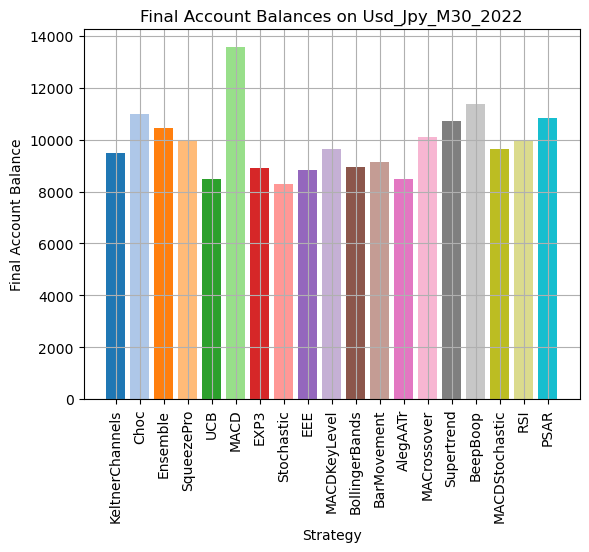 Final Account Balances on Usd_Jpy_M30_2022
Final Account Balance
14000
12000
10000
8000
6000
4000
2000
0
KeltnerChannels
Choc
Ensemble
SqueezePro
UCB
MACD
EXP3
Stochastic
EEE
MACDKeyLevel
BollingerBands
BarMovement
AlegAATr
MACrossover
Supertrend
BeepBoop
MACDStochastic
RSI
PSAR
Strategy